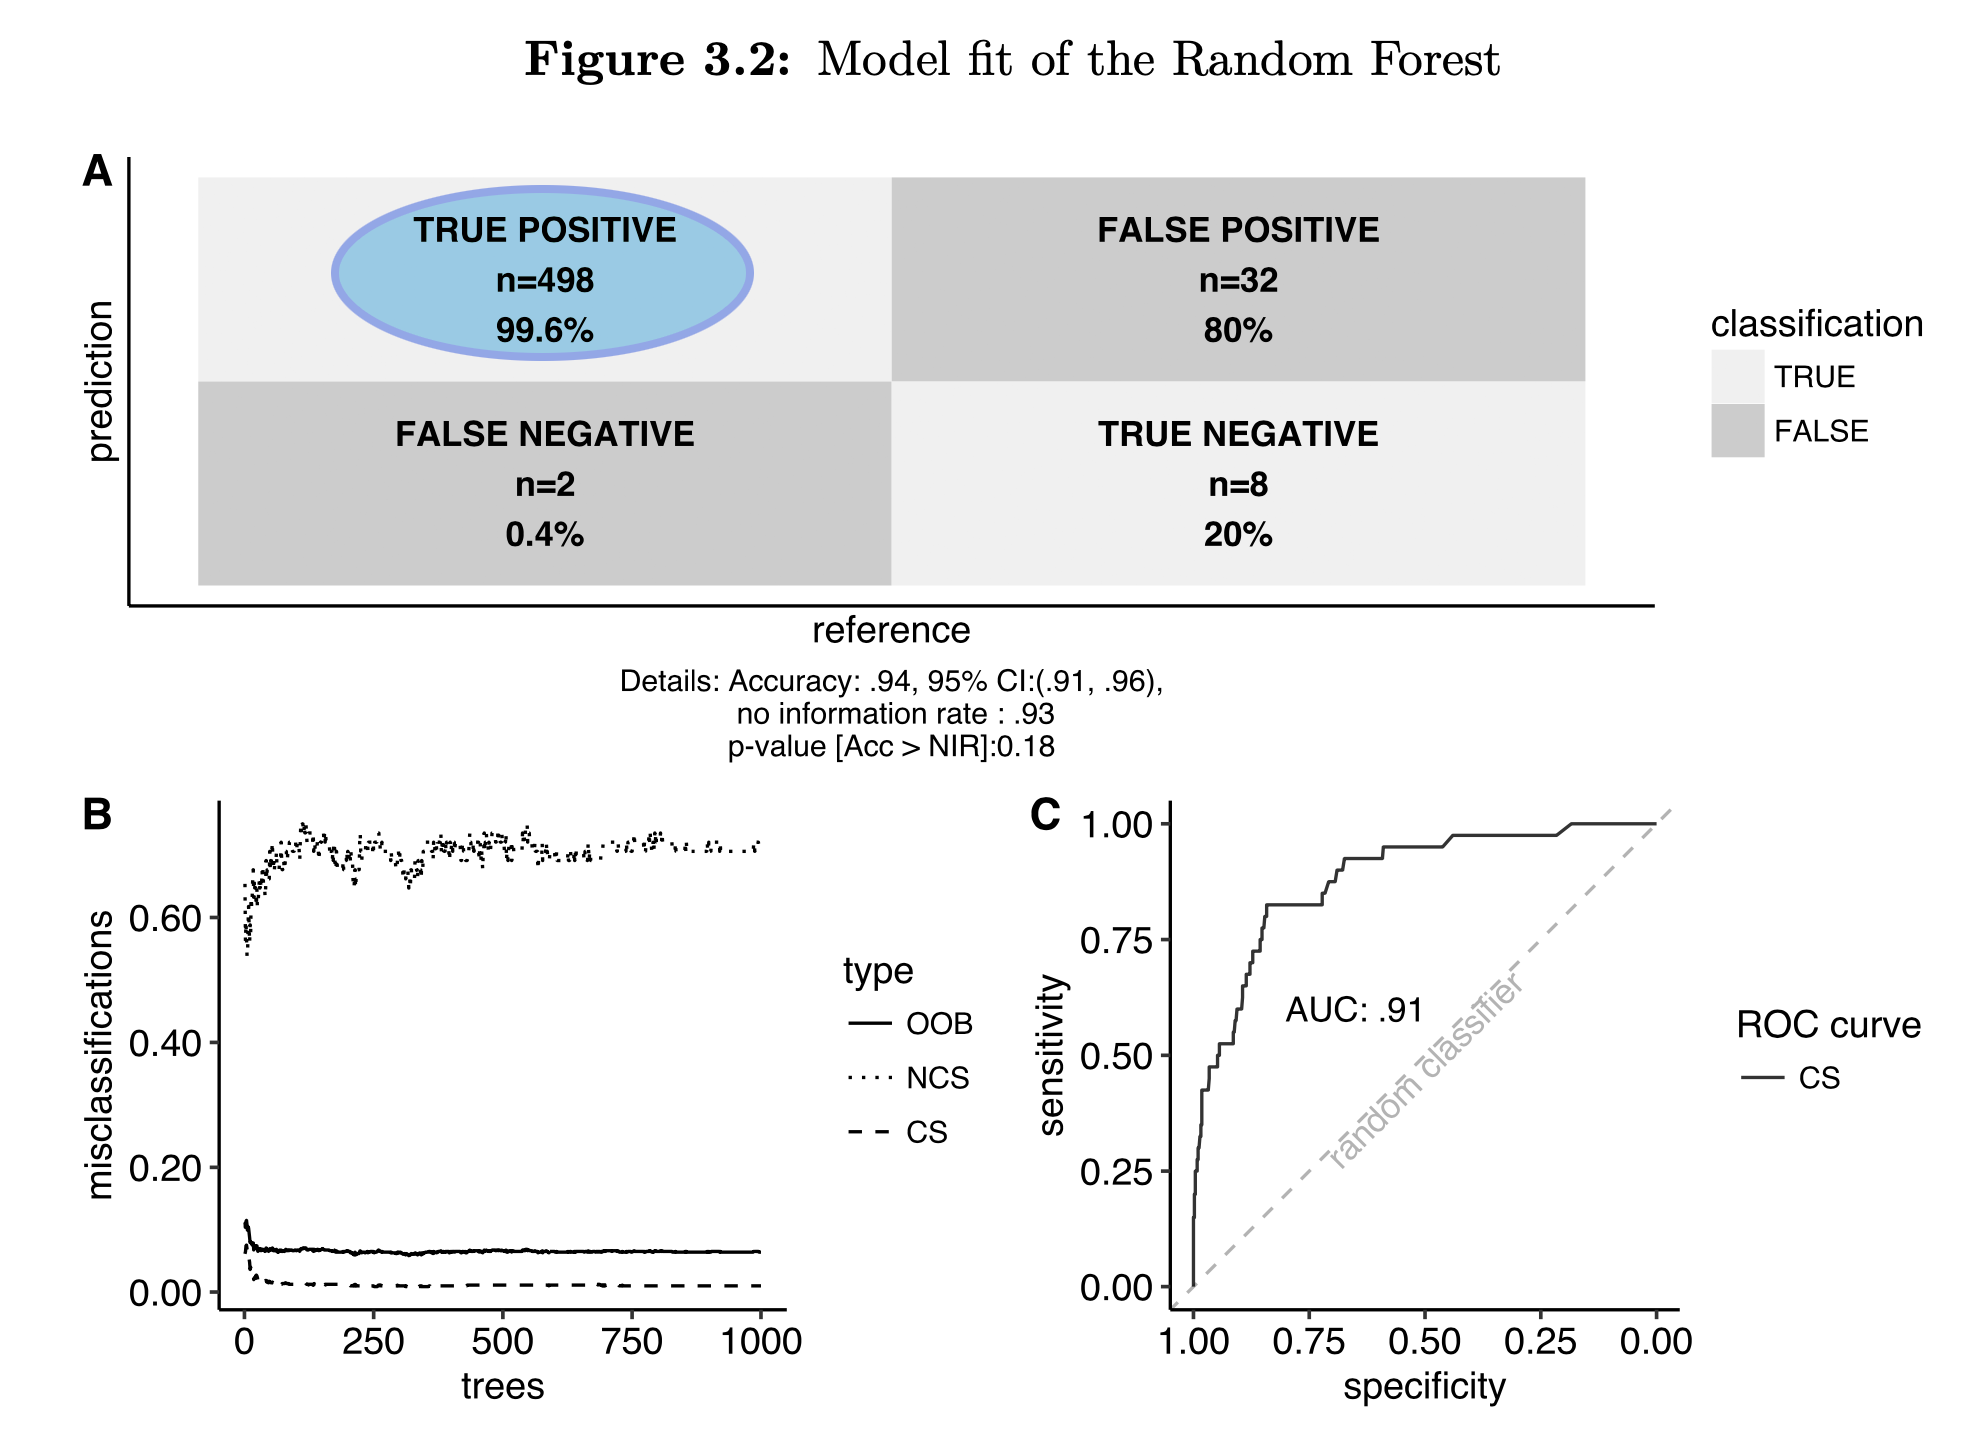 Figure 3.2: Model fit of the Random Forest
A
prediction
TRUE POSITIVE
n=498
99.6%
FALSE POSITIVE
n=32
80%
FALSE NEGATIVE
n=2
0.4%
TRUE NEGATIVE
n=8
20%
classification
TRUE
FALSE
reference
Details: Accuracy: .94, 95% CI:(.91, .96),
no information rate : .93
p-value [Acc > NIR]:0.18
B
misclassifications
0.60
0.40
0.20
0.00
0 250 500 750 1000
trees
type
OOB
NCS
CS
C
sensitivity
1.00
0.75
0.50
0.25
0.00
AUC: .91
random classifier
1.00 0.75 0.50 0.25 0.00
specificity
ROC curve
CS